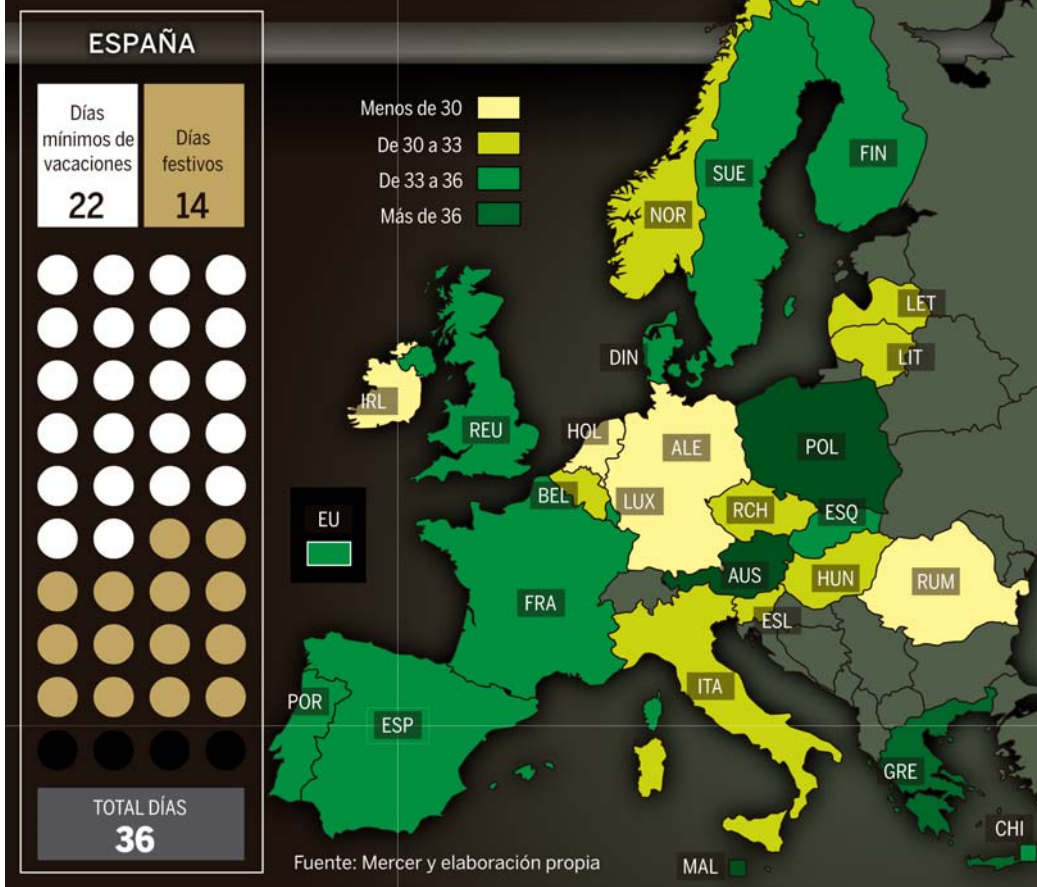 ESPAÑA
Días
mínimos de
vacaciones
22
Días
festivos
14
TOTAL DÍAS
36
Menos de 30
De 30 a 33
De 33 a 36
Más de 36
EU
FIN
SUE
NOR
LET
LIT
DIN
IRL
REU
HOL
ALE
POL
BEL
LUX
RCH
ESQ
AUS
HUN
RUM
FRA
ESL
ITA
POR
ESP
GRE
CHI
MAL
Fuente: Mercer y elaboración propia